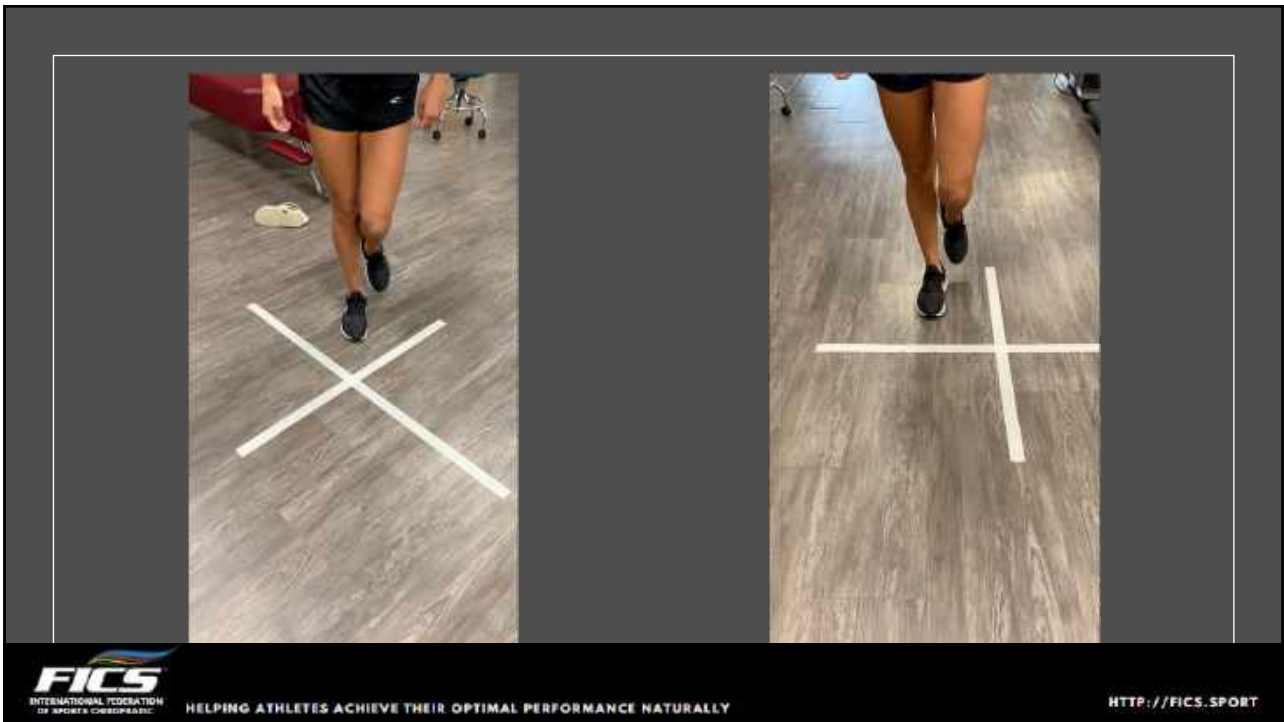 FICS
INTERNATIONAL FEDERATION
OF SPORTS CHIROPRACTIC
HELPING ATHLETES ACHIEVE THEIR OPTIMAL PERFORMANCE NATURALLY
HTTP://FICS.SPORT